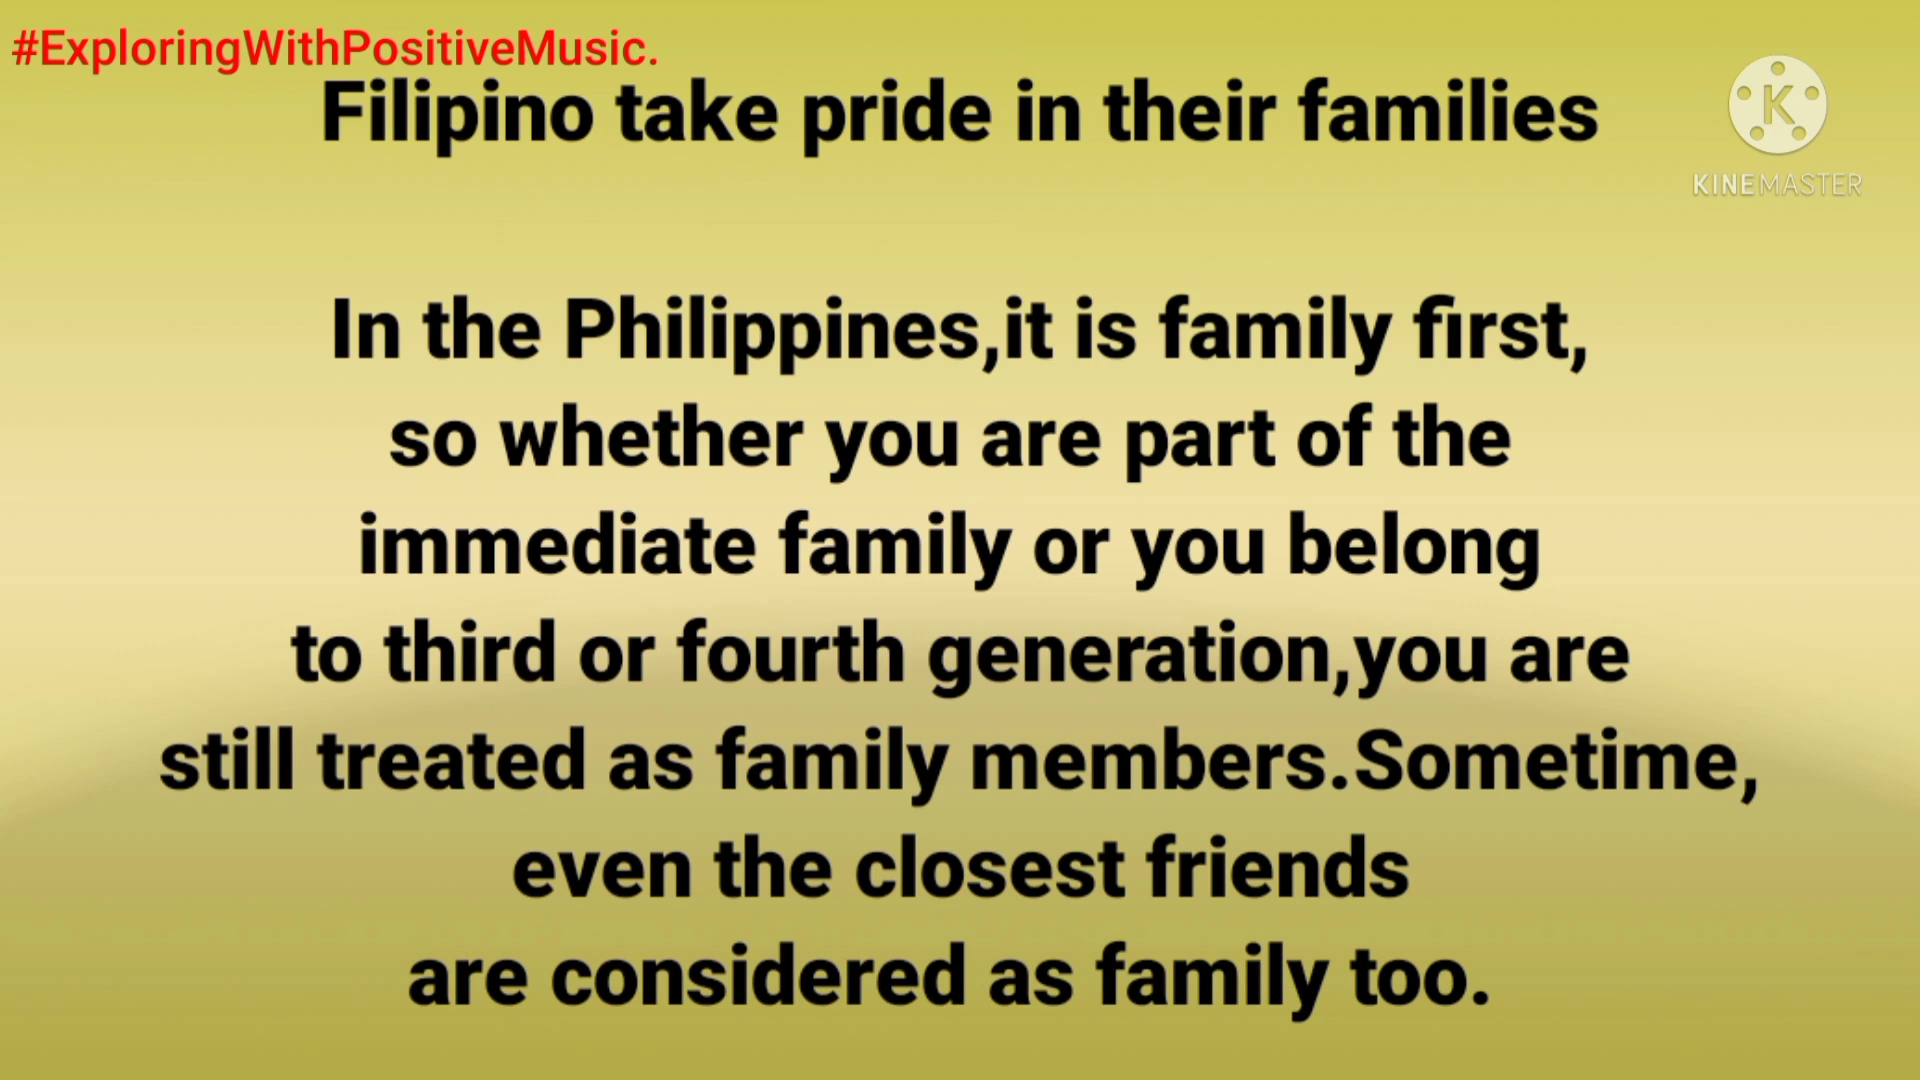 #ExploringWithPositiveMusic.
Filipino take pride in their families
K
KINEMASTER
In the Philippines,it is family first,
so whether you are part of the
immediate family or you belong
to third or fourth generation,you are
still treated as family members.Sometime,
even the closest friends
are considered as family too.